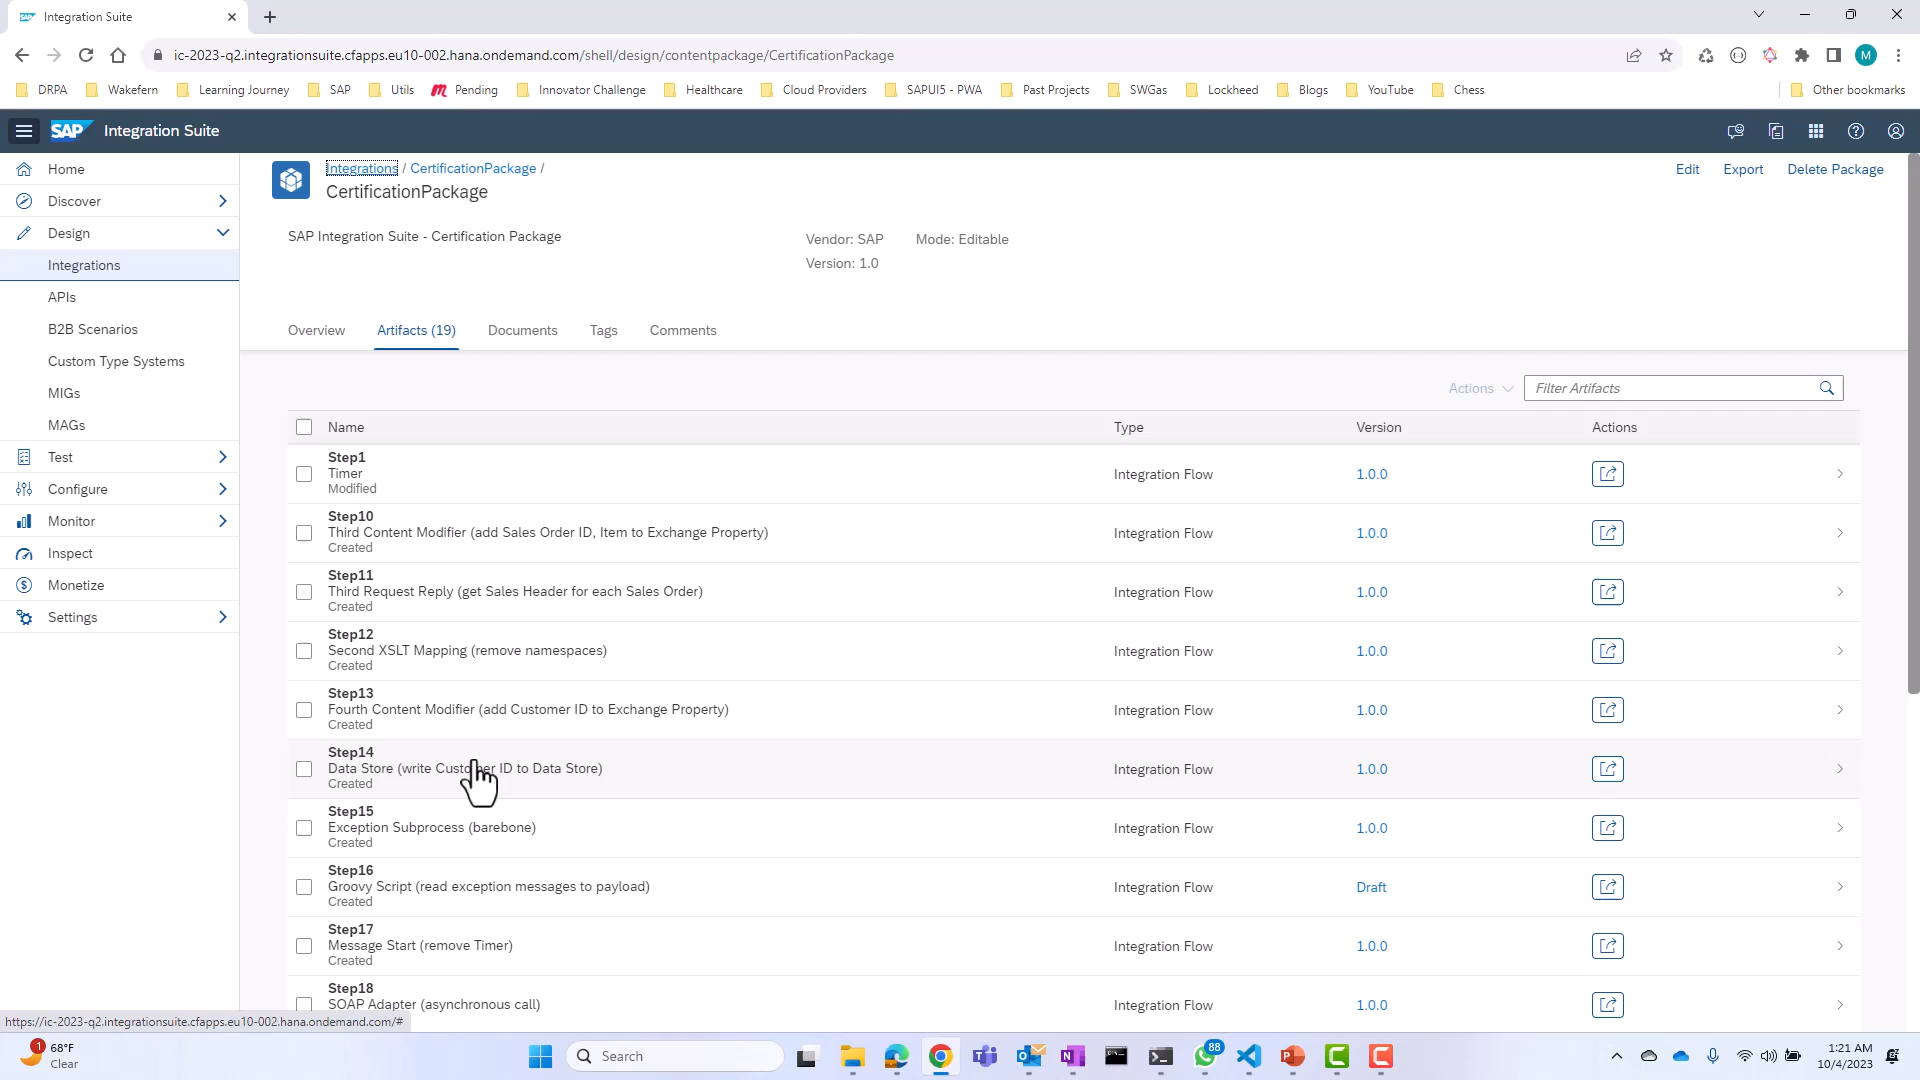 Integration Suite
ic-2023-q2.integrationsuite.cfapps.eu10-002.hana.ondemand.com/shell/design/contentpackage/CertificationPackage
M
DRPA Wakefern Learning Journey SAP Utils Pending Innovator Challenge Healthcare Cloud Providers SAPUI5 - PWA Past Projects SWGas Lockheed Blogs YouTube Chess Other bookmarks
SAP Integration Suite
Home
Discover
Design
Integrations
APIs
B2B Scenarios
Custom Type Systems
MIGs
MAGs
Test
Configure
Monitor
Inspect
Monetize
Settings
Integrations / CertificationPackage /
CertificationPackage
Edit Export Delete Package
SAP Integration Suite - Certification Package
Vendor: SAP Mode: Editable
Version: 1.0
Overview Artifacts (19) Documents Tags Comments
Actions Filter Artifacts
Name Type Version Actions
Step1
Timer
Modified
Integration Flow 1.0.0
Step10
Third Content Modifier (add Sales Order ID, Item to Exchange Property)
Created
Integration Flow 1.0.0
Step11
Third Request Reply (get Sales Header for each Sales Order)
Created
Integration Flow 1.0.0
Step12
Second XSLT Mapping (remove namespaces)
Created
Integration Flow 1.0.0
Step13
Fourth Content Modifier (add Customer ID to Exchange Property)
Created
Integration Flow 1.0.0
Step14
Data Store (write Customer ID to Data Store)
Created
Integration Flow 1.0.0
Step15
Exception Subprocess (barebone)
Created
Integration Flow 1.0.0
Step16
Groovy Script (read exception messages to payload)
Created
Integration Flow Draft
Step17
Message Start (remove Timer)
Created
Integration Flow 1.0.0
Step18
SOAP Adapter (asynchronous call)
Integration Flow 1.0.0
https://ic-2023-q2.integrationsuite.cfapps.eu10-002.hana.ondemand.com/#
1
68°F
Clear
Search
88
1:21 AM
10/4/2023